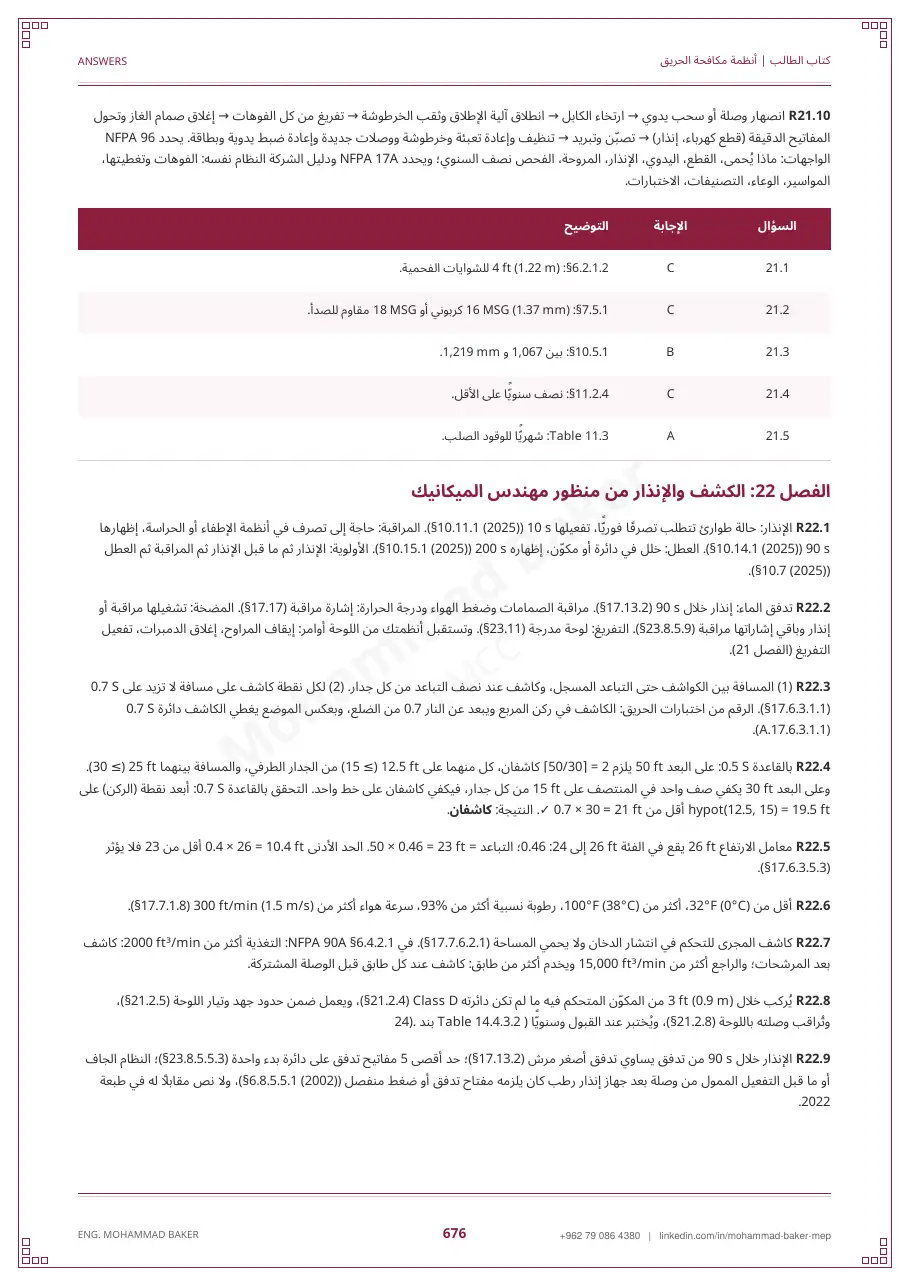 كتاب الطالب | أنظمة مكافحة الحريق
ANSWERS
R21.10 انصهار وصلة أو سحب يدوي → ارتخاء الكابل → انطلاق آلية الإطلاق وثقب الخرطوشة → تفريغ من كل الفوهات → إغلاق صمام الغاز وتحول
المفاتيح الدقيقة (قطع كهرباء، إنذار) → تصبّن وتبريد → تنظيف وإعادة تعبئة وخرطوشة ووصلات جديدة وإعادة ضبط يدوية وبطاقة. يحدد NFPA 96
الواجهات: ماذا يُحمى، القطع، اليدوي، الإنذار، المروحة، الفحص نصف السنوي؛ ويحدد NFPA 17A ودليل الشركة النظام نفسه: الفوهات وتغطيتها،
المواسير، الوعاء، التصنيفات، الاختبارات.
السؤال الإجابة التوضيح
21.1 C §6.2.1.2: 4 ft (1.22 m) للشوايات الفحمية.
21.2 C §7.5.1: 16 MSG (1.37 mm) كربوني أو 18 MSG مقاوم للصدأ.
21.3 B §10.5.1: بين 1,067 و 1,219 mm.
21.4 C §11.2.4: نصف سنويًّا على الأقل.
21.5 A Table 11.3: شهريًّا للوقود الصلب.
الفصل 22: الكشف والإنذار من منظور مهندس الميكانيك
R22.1 الإنذار: حالة طوارئ تتطلب تصرفًا فوريًّا، تفعيلها 10 s ((2025) §10.11.1). المراقبة: حاجة إلى تصرف في أنظمة الإطفاء أو الحراسة، إظهارها
90 s ((2025) §10.14.1). العطل: خلل في دائرة أو مكوّن، إظهاره 200 s ((2025) §10.15.1). الأولوية: الإنذار ثم ما قبل الإنذار ثم المراقبة ثم العطل
((2025) §10.7).
R22.2 تدفق الماء: إنذار خلال 90 s (§17.13.2). مراقبة الصمامات وضغط الهواء ودرجة الحرارة: إشارة مراقبة (§17.17). المضخة: تشغيلها مراقبة أو
إنذار وباقي إشاراتها مراقبة (§23.8.5.9). التفريغ: لوحة مدرجة (§23.11). وتستقبل أنظمتك من اللوحة أوامر: إيقاف المراوح، إغلاق الدمبرات، تفعيل
التفريغ (الفصل 21).
R22.3 (1) المسافة بين الكواشف حتى التباعد المسجل، وكاشف عند نصف التباعد من كل جدار. (2) لكل نقطة كاشف على مسافة لا تزيد على 0.7 S
(§17.6.3.1.1). الرقم من اختبارات الحريق: الكاشف في ركن المربع ويبعد عن النار 0.7 من الضلع، وبعكس الموضع يغطي الكاشف دائرة 0.7 S
(A.17.6.3.1.1).
R22.4 بالقاعدة 0.5 S: على البعد 50 ft يلزم ⌈50/30⌉ = 2 كاشفان، كل منهما على 12.5 ft (≤ 15) من الجدار الطرفي، والمسافة بينهما 25 ft (≤ 30).
وعلى البعد 30 ft يكفي صف واحد في المنتصف على 15 ft من كل جدار، فيكفي كاشفان على خط واحد. التحقق بالقاعدة 0.7 S: أبعد نقطة (الركن) على
hypot(12.5, 15) = 19.5 ft أقل من 0.7 × 30 = 21 ft ✓. النتيجة: كاشفان.
R22.5 معامل الارتفاع 26 ft يقع في الفئة 26 ft إلى 24: 0.46؛ التباعد = 50 × 0.46 = 23 ft. الحد الأدنى 0.4 × 26 = 10.4 ft أقل من 23 فلا يؤثر
(§17.6.3.5.3).
R22.6 أقل من 32°F (0°C)، أكثر من 100°F (38°C)، رطوبة نسبية أكثر من 93%، سرعة هواء أكثر من 300 ft/min (1.5 m/s) (§17.7.1.8).
R22.7 كاشف المجرى للتحكم في انتشار الدخان ولا يحمي المساحة (§17.7.6.2.1). في NFPA 90A §6.4.2.1: التغذية أكثر من 2000 ft³/min: كاشف
بعد المرشحات؛ والراجع أكثر من 15,000 ft³/min ويخدم أكثر من طابق: كاشف عند كل طابق قبل الوصلة المشتركة.
R22.8 يُركب خلال 3 ft (0.9 m) من المكوّن المتحكم فيه ما لم تكن دائرته Class D (§21.2.4)، ويعمل ضمن حدود جهد وتيار اللوحة (§21.2.5)،
وتُراقب وصلته باللوحة (§21.2.8)، ويُختبر عند القبول وسنويًّا ( Table 14.4.3.2 بند .(24
R22.9 الإنذار خلال 90 s من تدفق يساوي تدفق أصغر مرش (§17.13.2)؛ حد أقصى 5 مفاتيح تدفق على دائرة بدء واحدة (§23.8.5.5.3)؛ النظام الجاف
أو ما قبل التفعيل الممول من وصلة بعد جهاز إنذار رطب كان يلزمه مفتاح تدفق أو ضغط منفصل ((2002) §6.8.5.5.1)، ولا نص مقابلًا له في طبعة
2022.
Mohammad Baker
MCC
ENG. MOHAMMAD BAKER
676
+962 79 086 4380 | linkedin.com/in/mohammad-baker-mep